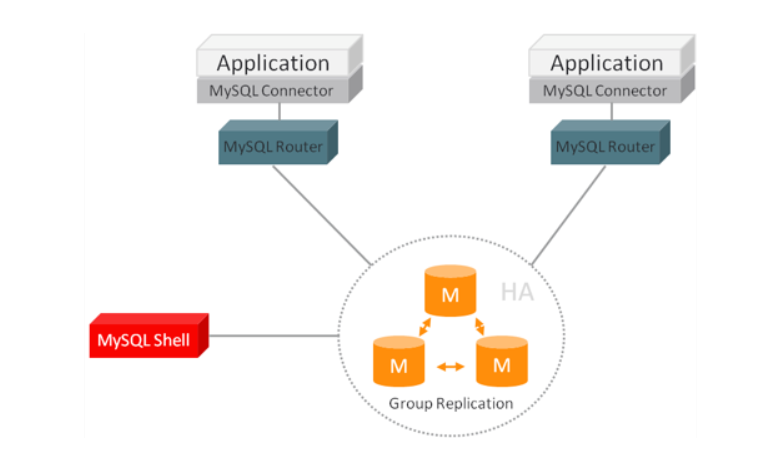 Application
MySQL Connector
MySQL Router
Application
MySQL Connector
MySQL Router
HA
M
M
M
Group Replication
MySQL Shell